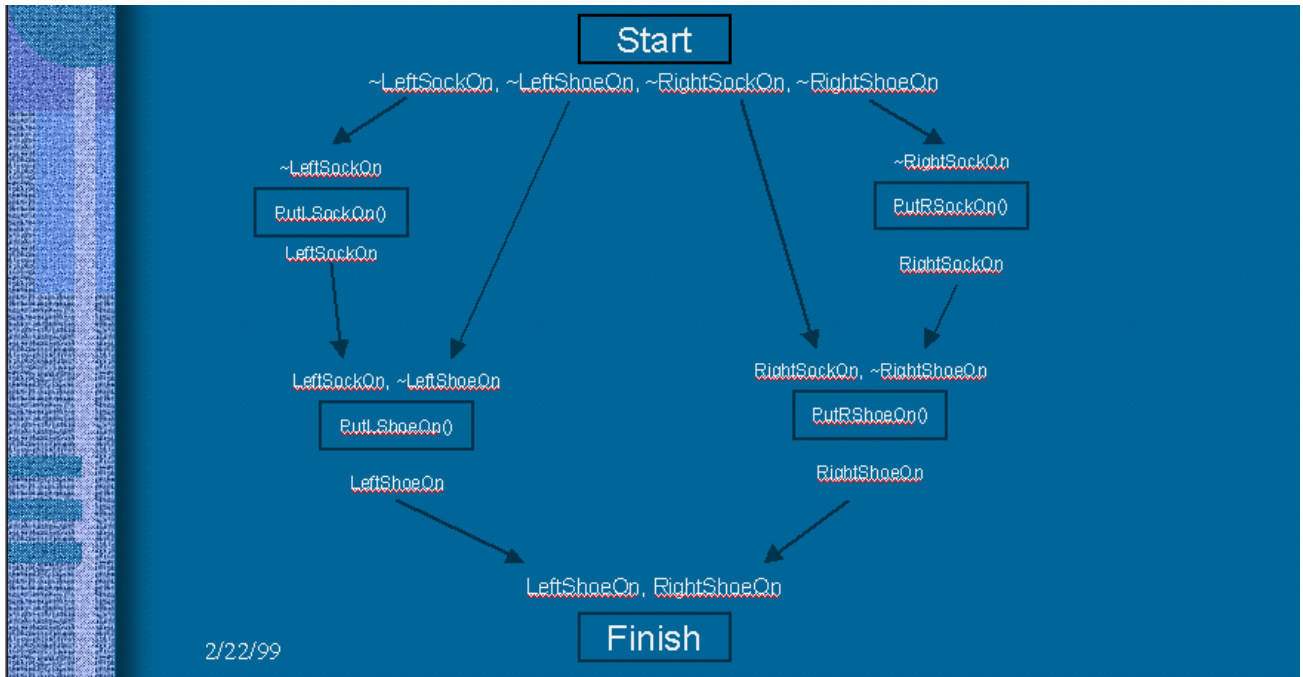 Start
~LeftSockOn, ~LeftShoeOn, ~RightSockOn, ~RightShoeOn
~LeftSockOn
~RightSockOn
PutLSockOn()
PutRSockOn()
LeftSockOn
RightSockOn
LeftSockOn, ~LeftShoeOn
RightSockOn, ~RightShoeOn
PutLShoeOn()
PutRShoeOn()
LeftShoeOn
RightShoeOn
LeftShoeOn, RightShoeOn
Finish
2/22/99